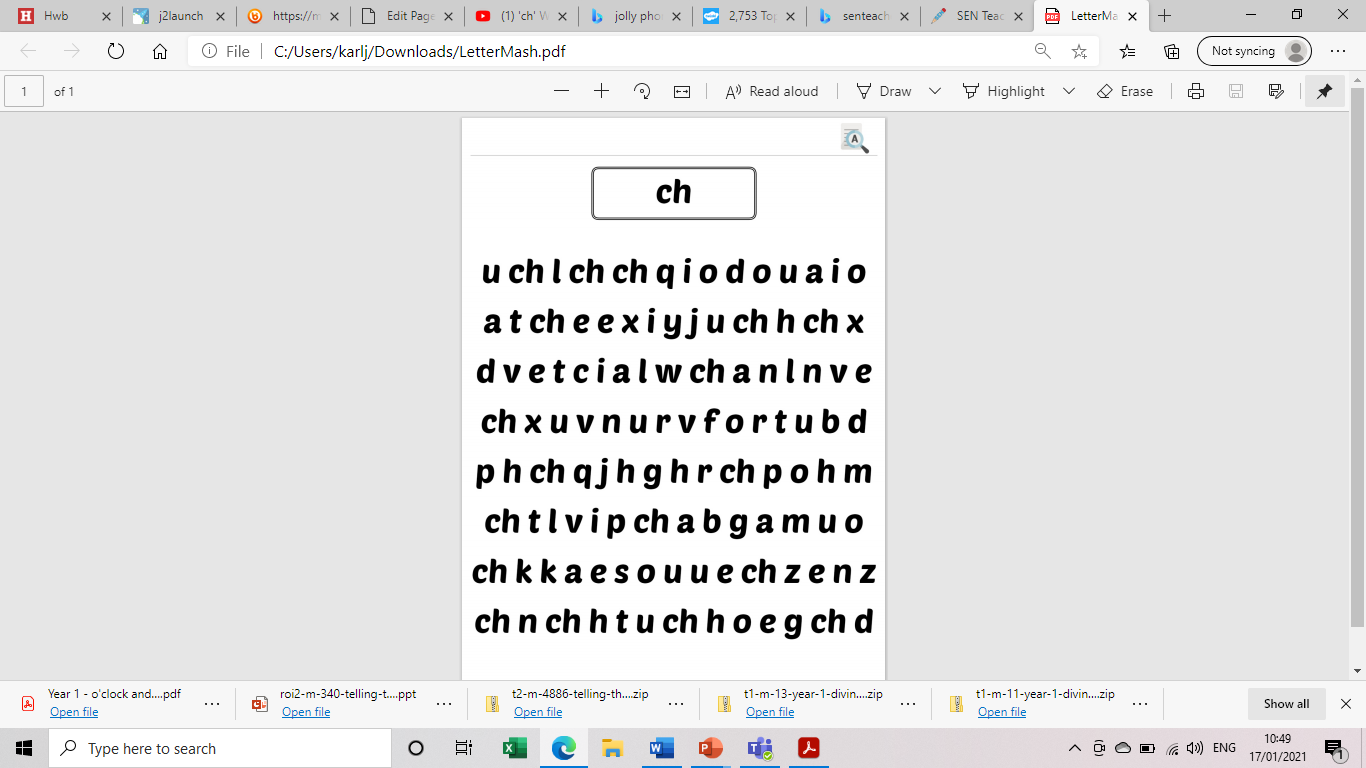 Hwb j2launch https://m Edit Page (1) 'ch' W jolly pho 2,753 Top senteach SEN Teac LetterMa
File C:/Users/karlj/Downloads/LetterMash.pdf Not syncing
1 of 1 Read aloud Draw Highlight Erase
ch
u ch l ch ch q i o d o u a i o
a t ch e e x i y j u ch h ch x
d v e t c i a l w ch a n l n v e
ch x u v n u r v f o r t u b d
p h ch q j h g h r ch p o h m
ch t l v i p ch a b g a m u o
ch k k a e s o u u e ch z e n z
ch n ch h t u ch h o e g ch d
Year 1 - o'clock and....pdf roi2-m-340-telling-t....ppt t2-m-4886-telling-th....zip t1-m-13-year-1-divin....zip t1-m-11-year-1-divin....zip
Open file Open file Open file Open file Open file
Show all
Type here to search ENG 10:49
17/01/2021 1